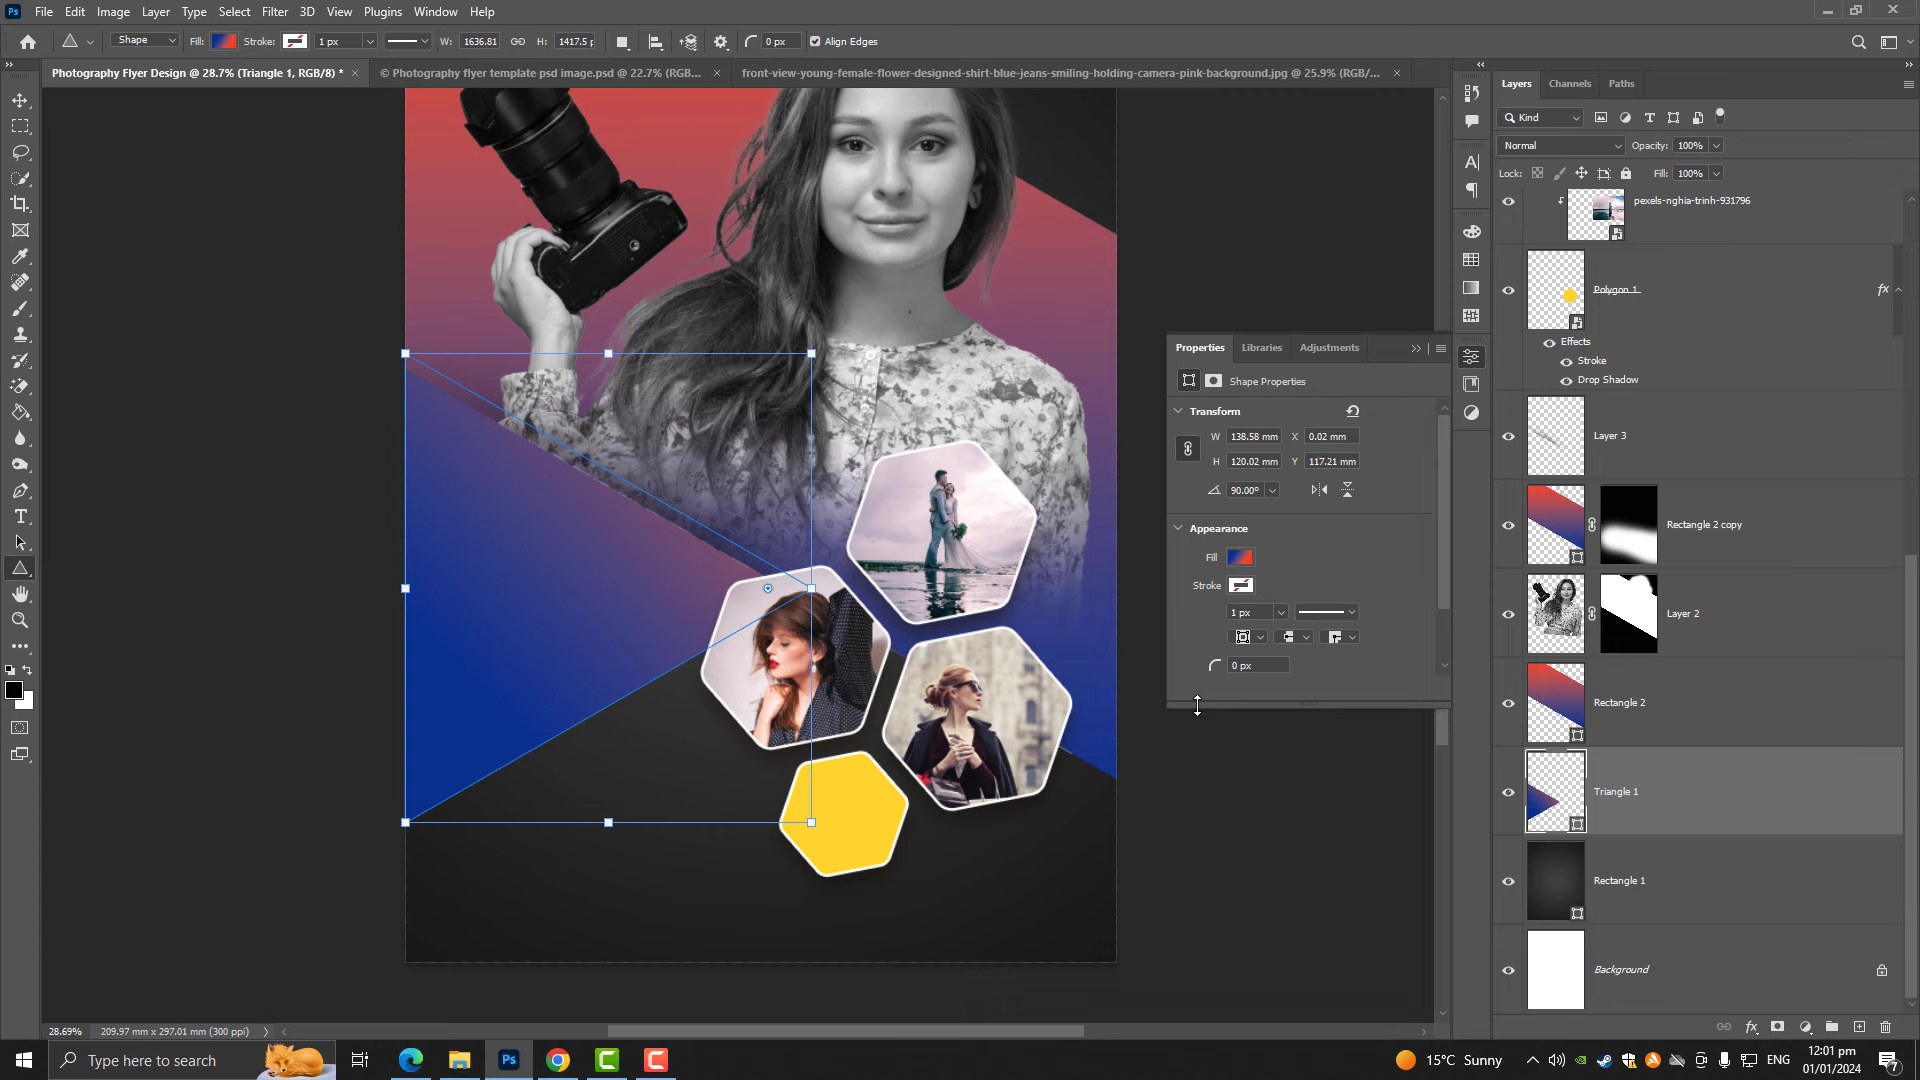 File Edit Image Layer Type Select Filter 3D View Plugins Window Help
Shape Fill: Stroke: 1 px W: 1636.81 H: 1417.5 p 0 px Align Edges
Photography Flyer Design @ 28.7% (Triangle 1, RGB/8) * × © Photography flyer template psd image.psd @ 22.7% (RGB... × front-view-young-female-flower-designed-shirt-blue-jeans-smiling-holding-camera-pink-background.jpg @ 25.9% (RGB/... ×
Layers Channels Paths
Kind
Normal Opacity: 100%
Lock: Fill: 100%
pexels-nghia-trinh-931796
Polygon 1 fx
Effects
Stroke
Drop Shadow
Layer 3
Rectangle 2 copy
Layer 2
Rectangle 2
Triangle 1
Rectangle 1
Background
fx
Properties Libraries Adjustments
Shape Properties
Transform
W 138.58 mm X 0.02 mm
H 120.02 mm Y 117.21 mm
90.00°
Appearance
Fill
Stroke
1 px
0 px
28.69% 209.97 mm x 297.01 mm (300 ppi)
Type here to search
Ps
15°C Sunny
ENG
12:01 pm
01/01/2024
7